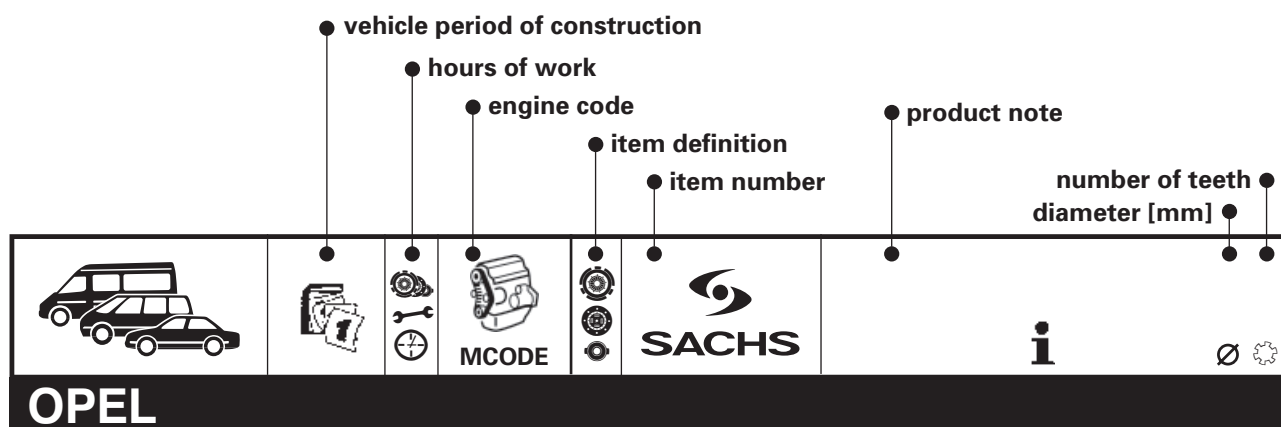 vehicle period of construction
hours of work
engine code
product note
item definition
item number
number of teeth
diameter [mm]
1
MCODE
SACHS
i
Ø
OPEL